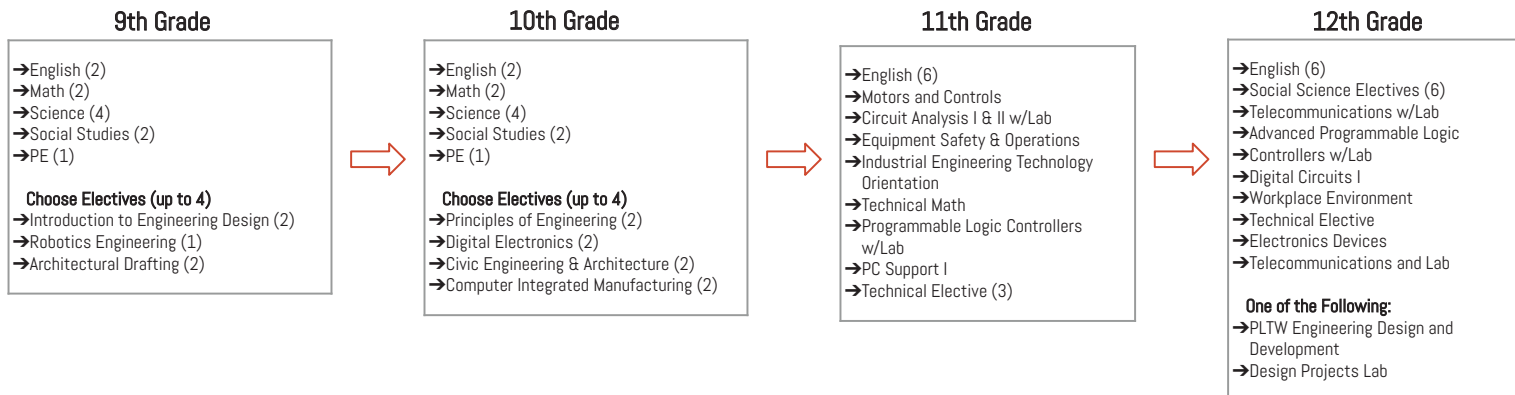 9th Grade
➔English (2)
➔Math (2)
➔Science (4)
➔Social Studies (2)
➔PE (1)
Choose Electives (up to 4)
➔Introduction to Engineering Design (2)
➔Robotics Engineering (1)
➔Architectural Drafting (2)
10th Grade
➔English (2)
➔Math (2)
➔Science (4)
➔Social Studies (2)
➔PE (1)
Choose Electives (up to 4)
➔Principles of Engineering (2)
➔Digital Electronics (2)
➔Civic Engineering & Architecture (2)
➔Computer Integrated Manufacturing (2)
11th Grade
➔English (6)
➔Motors and Controls
➔Circuit Analysis I & II w/Lab
➔Equipment Safety & Operations
➔Industrial Engineering Technology
Orientation
➔Technical Math
➔Programmable Logic Controllers
w/Lab
➔PC Support I
➔Technical Elective (3)
12th Grade
➔English (6)
➔Social Science Electives (6)
➔Telecommunications w/Lab
➔Advanced Programmable Logic
➔Controllers w/Lab
➔Digital Circuits I
➔Workplace Environment
➔Technical Elective
➔Electronics Devices
➔Telecommunications and Lab
One of the Following:
➔PLTW Engineering Design and
Development
➔Design Projects Lab